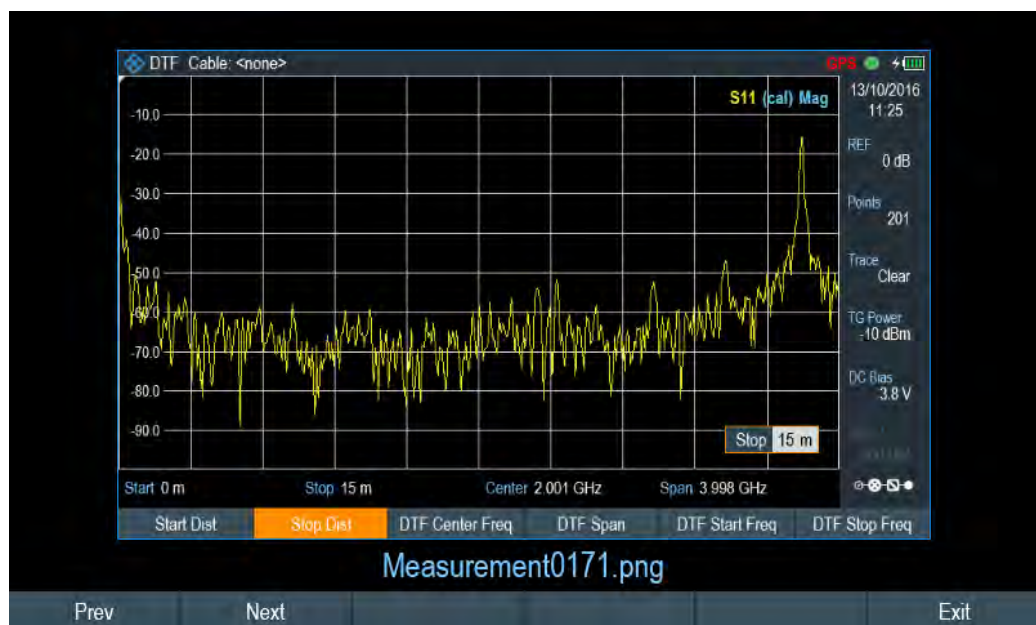 DTF Cable: <none>
GPS
S11 (cal) Mag
13/10/2016
11:25
-10.0
-20.0
-30.0
-40.0
-50.0
-60.0
-70.0
-80.0
-90.0
REF
0 dB
Points
201
Trace
Clear
TG Power
-10 dBm
DC Bias
3.8 V
Stop 15 m
Start 0 m Stop 15 m Center 2.001 GHz Span 3.998 GHz
Start Dist Stop Dist DTF Center Freq DTF Span DTF Start Freq DTF Stop Freq
Measurement0171.png
Prev Next Exit